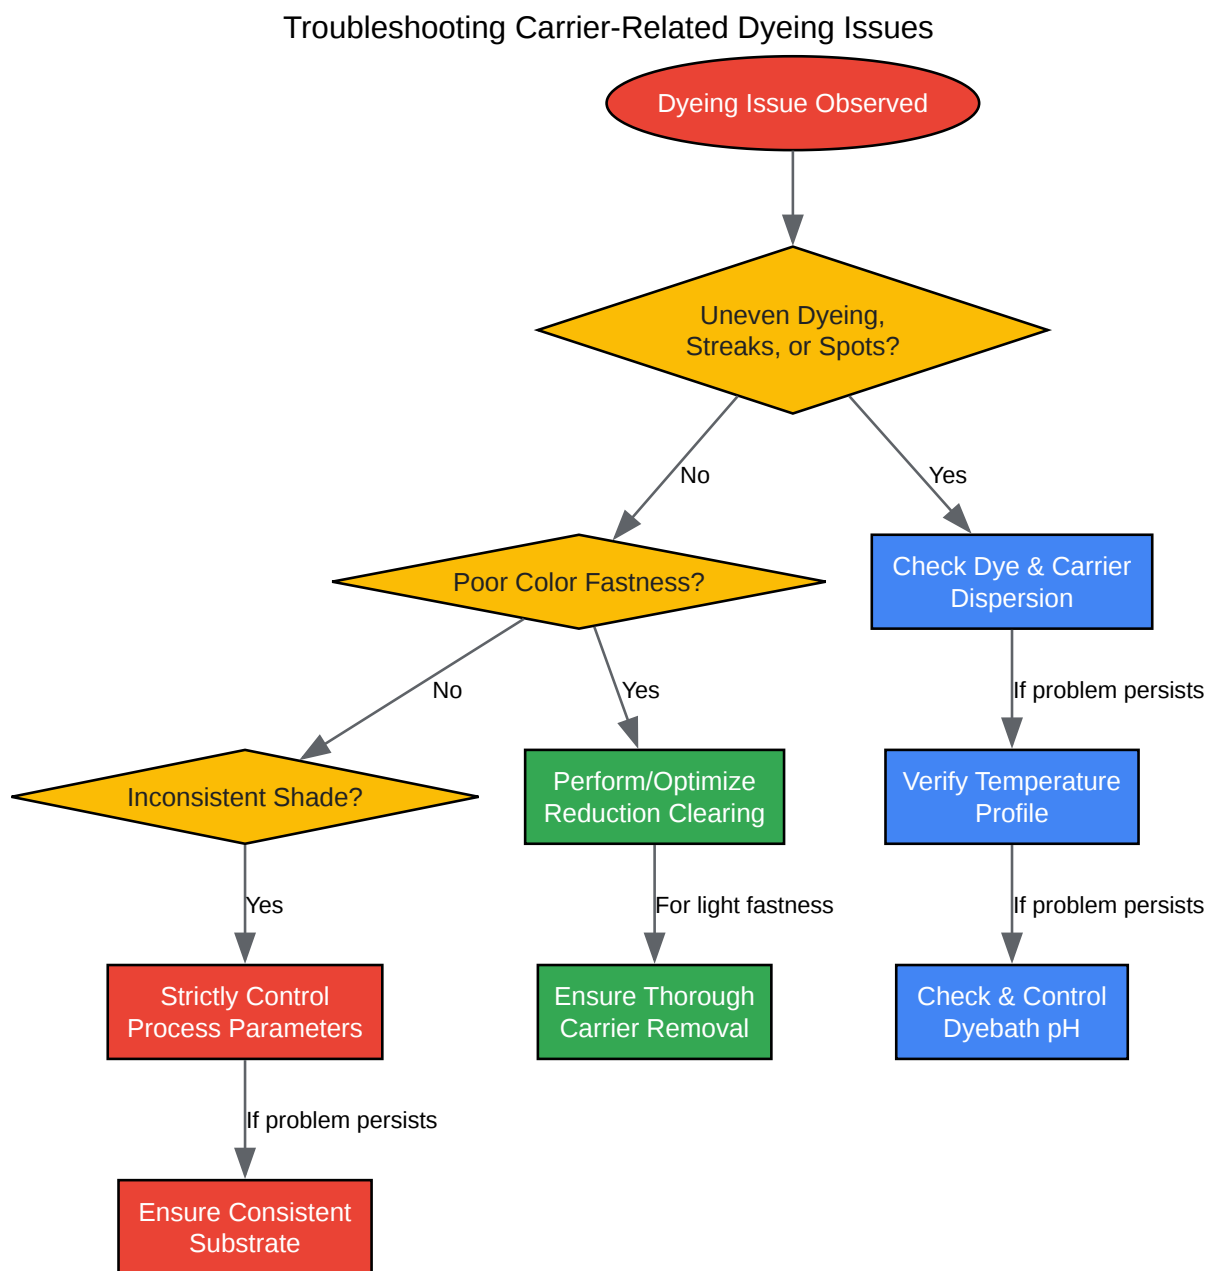 Troubleshooting Carrier-Related Dyeing Issues
Dyeing Issue Observed
Uneven Dyeing,
Streaks, or Spots?
No
Yes
Poor Color Fastness?
Check Dye & Carrier
Dispersion
No
Yes
If problem persists
Inconsistent Shade?
Perform/Optimize
Reduction Clearing
Verify Temperature
Profile
Yes
For light fastness
If problem persists
Strictly Control
Process Parameters
Ensure Thorough
Carrier Removal
Check & Control
Dyebath pH
If problem persists
Ensure Consistent
Substrate